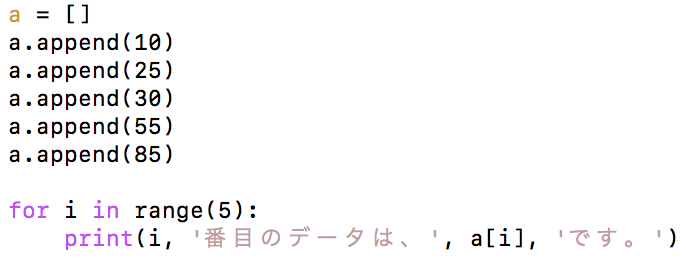 a = []
a.append(10)
a.append(25)
a.append(30)
a.append(55)
a.append(85)
for i in range(5):
    print(i, '番目のデータは、', a[i], 'です。')